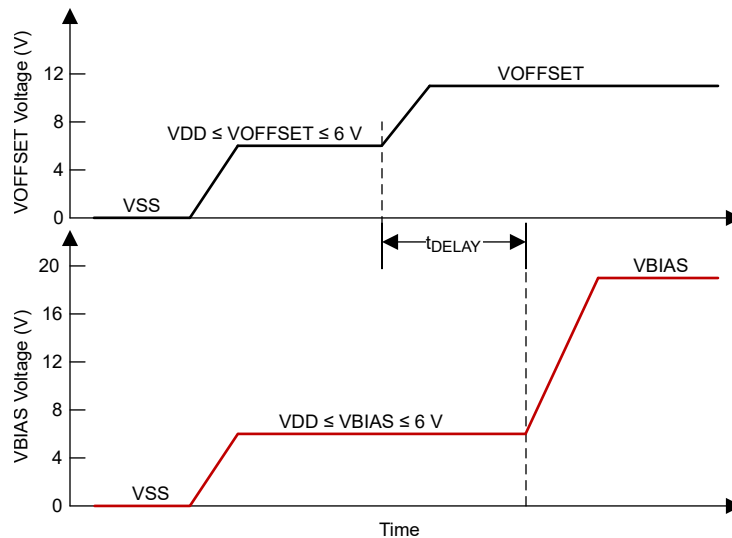 VOFFSET Voltage (V)
12
8
4
0
VOFFSET
VDD ≤ VOFFSET ≤ 6 V
VSS
tDELAY
VBIAS Voltage (V)
20
16
12
8
4
0
VBIAS
VDD ≤ VBIAS ≤ 6 V
VSS
Time